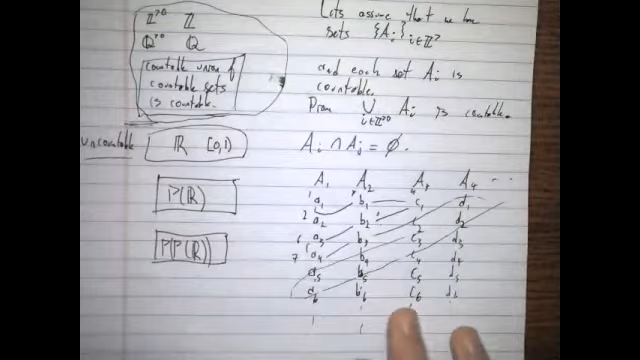 ℤ>0 ℤ
ℚ>0 ℚ
countable union of
countable sets
is countable.
uncountable
ℝ [0,1)
P(ℝ)
P(P(ℝ))
Lets assume that we have
sets {Ai}i∈ℤ>0
and each set Ai is
countable.
Prove ∪i∈ℤ>0 Ai is countable.
Ai ∩ Aj = ∅.
A1 A2 A3 A4 ...
a1 b1 c1 d1
a2 b2 c2 d2
a3 b3 c3 d3
a4 b4 c4 d4
a5 b5 c5 d5
a6 b6 c6 d6